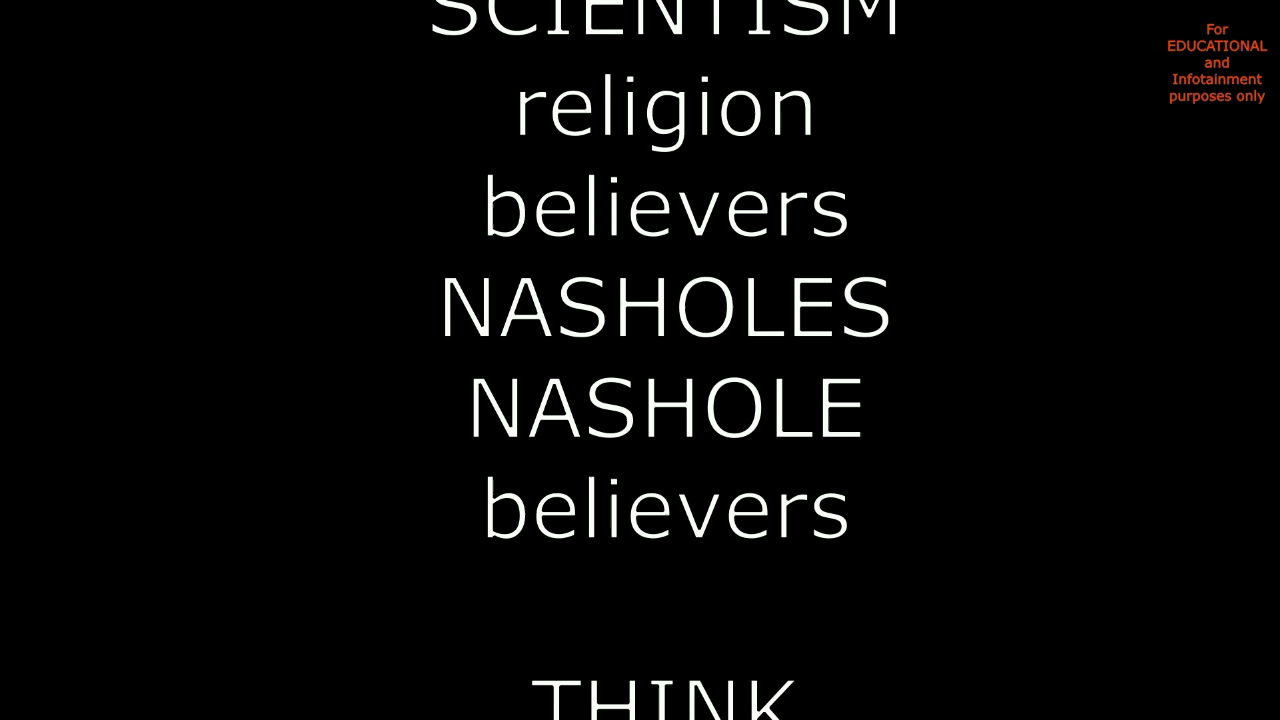 SCIENTISM
religion
believers
NASHOLES
NASHOLE
believers
THINK
For
EDUCATIONAL
and
Infotainment
purposes only